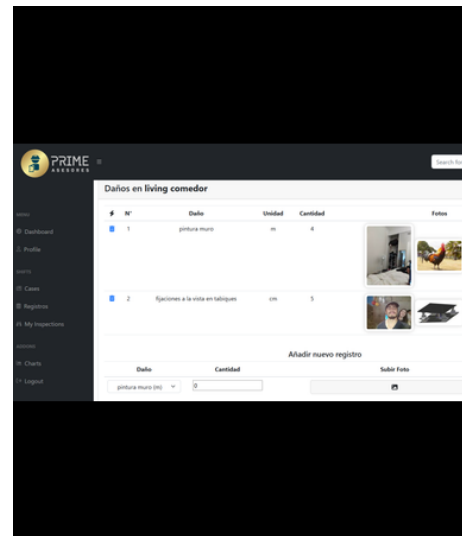 PRIME
ASESORES
Search for
Daños en living comedor
MENU
Dashboard
Profile
Cases
Registros
My Inspections
Charts
Logout
N° Daño Unidad Cantidad Fotos
1 pintura muro m 4
2 fijaciones a la vista en tabiques cm 5
Añadir nuevo registro
Daño Cantidad Subir Foto
pintura muro (m) 0